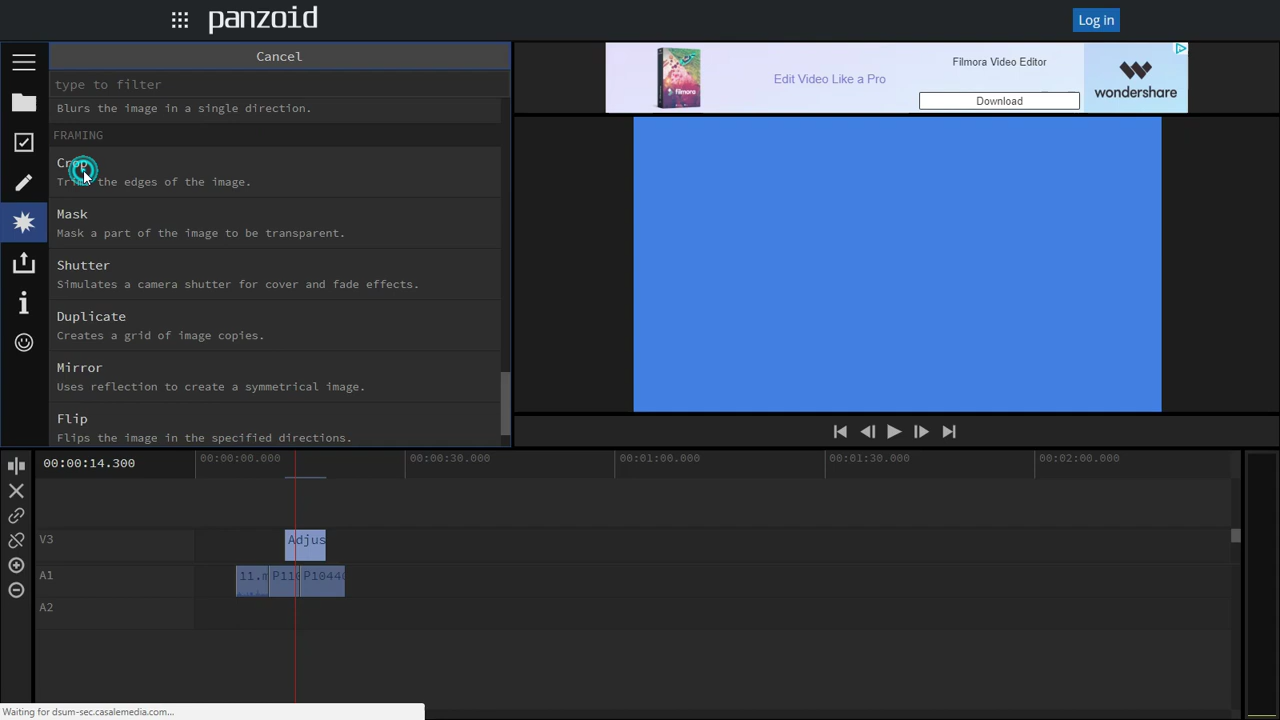 panzoid
Log in
Cancel
type to filter
Blurs the image in a single direction.
FRAMING
Crop
Trims the edges of the image.
Mask
Mask a part of the image to be transparent.
Shutter
Simulates a camera shutter for cover and fade effects.
Duplicate
Creates a grid of image copies.
Mirror
Uses reflection to create a symmetrical image.
Flip
Flips the image in the specified directions.
filmora
Edit Video Like a Pro
Filmora Video Editor
Download
wondershare
00:00:14.300
00:00:00.000
00:00:30.000
00:01:00.000
00:01:30.000
00:02:00.000
V3
Adjus
A1
11.m
P110
P1044
A2
Waiting for dsum-sec.casalemedia.com...